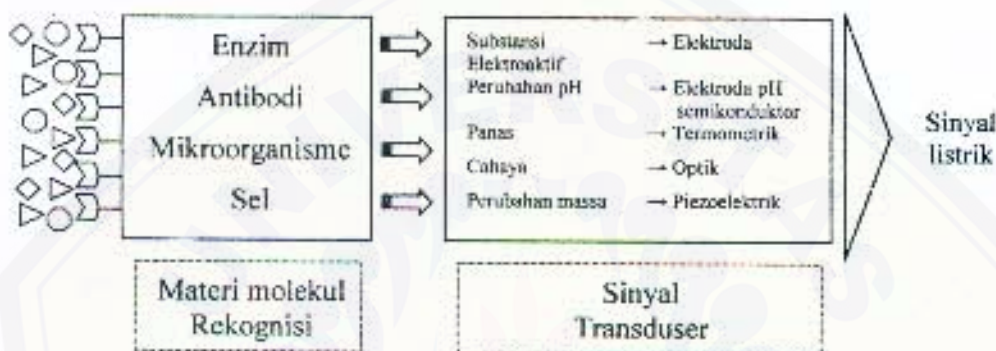 Enzim
Antibodi
Mikroorganisme
Sel
Substansi → Elektroda
Elektroaktif
Perubahan pH → Elektroda pH
semikonduktor
Panas → Termometrik
Cahaya → Optik
Perubahan massa → Piezoelektrik
Sinyal
listrik
Materi molekul
Rekognisi
Sinyal
Transduser